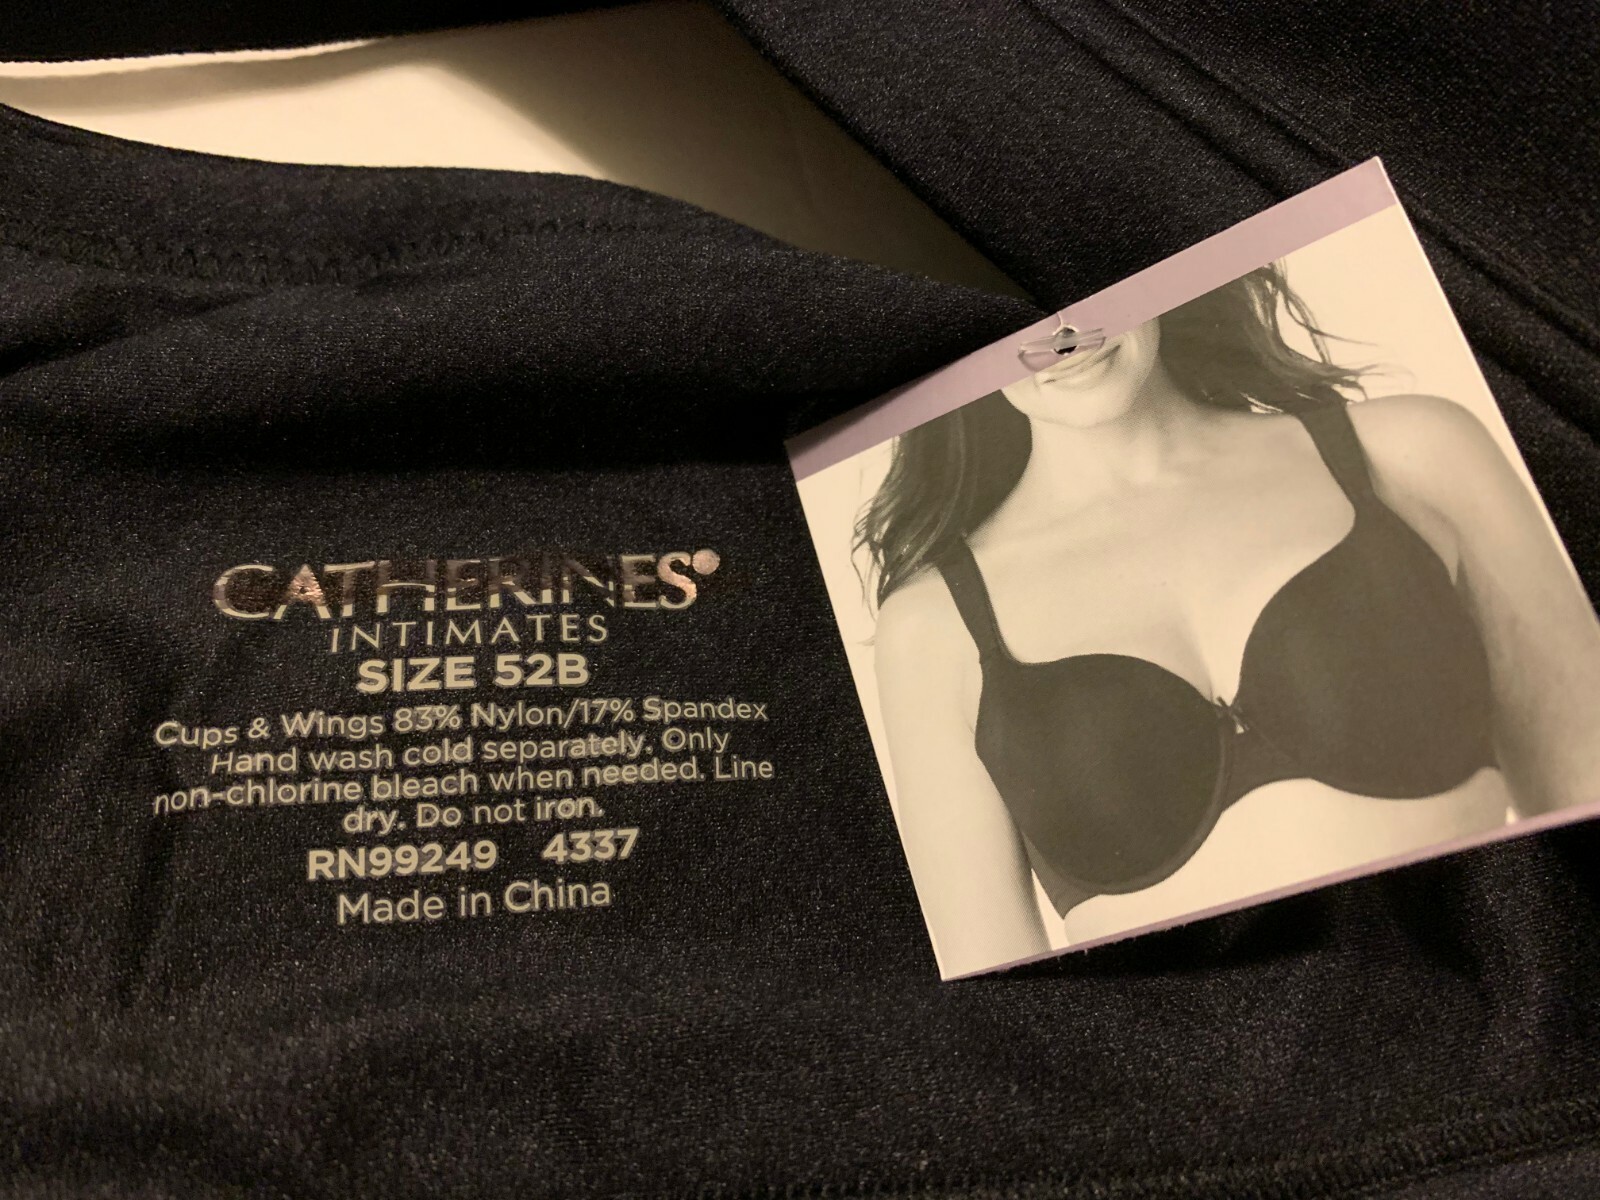 CATHERINES®
INTIMATES
SIZE 52B
Cups & Wings 83% Nylon/17% Spandex
Hand wash cold separately. Only
non-chlorine bleach when needed. Line
dry. Do not iron.
RN99249 4337
Made in China